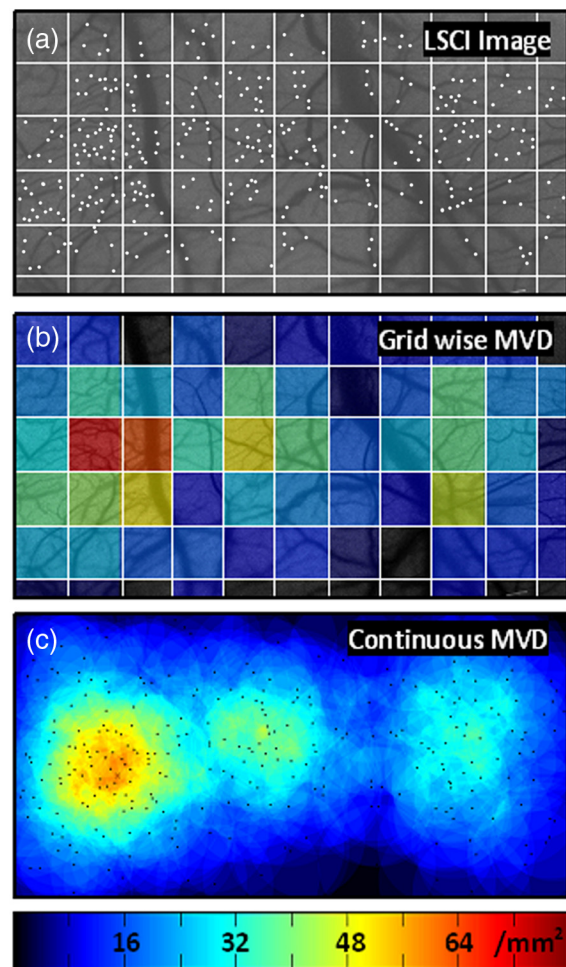 (a)
LSCI Image
(b)
Grid wise MVD
(c)
Continuous MVD
16 32 48 64 /mm²